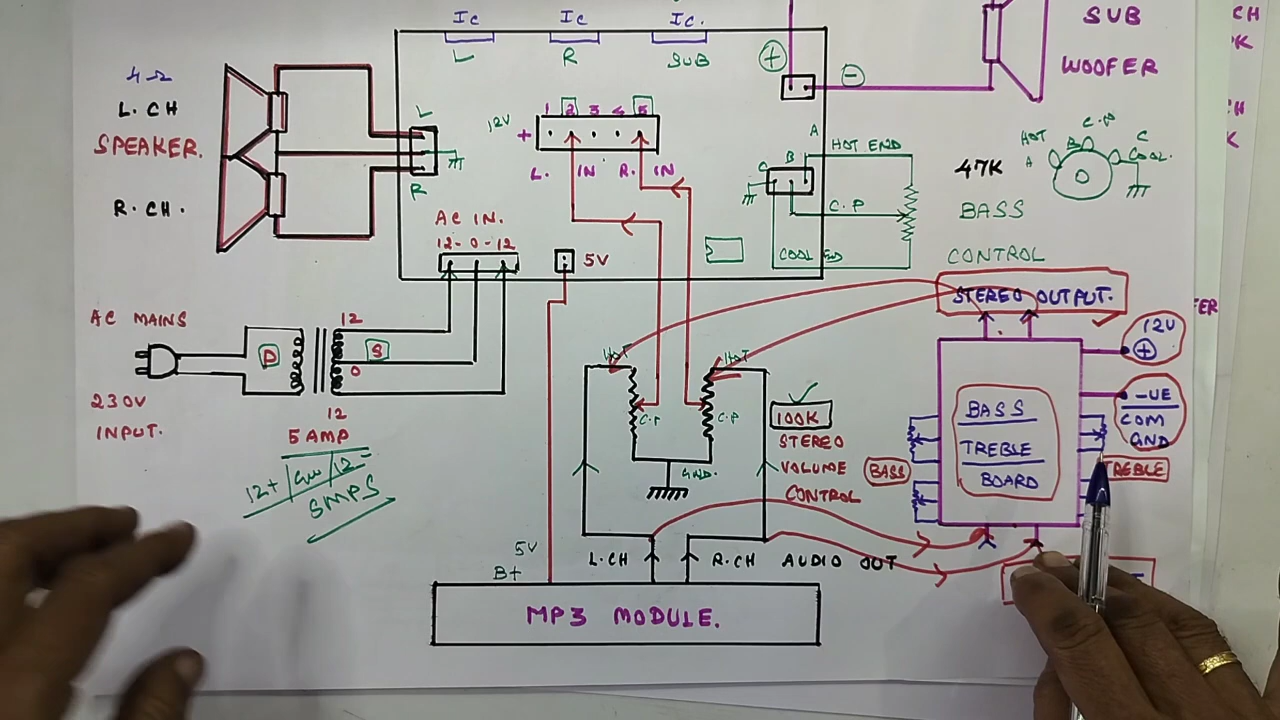 Ic
Ic
Ic.
L
R
SUB
+
-
SUB
WOOFER
CH
K
CH
K
4Ω
L.CH
SPEAKER.
R.CH.
L
R
12V
+
1 2 3 4 5
L. IN R. IN
A
B
C
HOT END
C.P
COOL END
47K
BASS
CONTROL
HOT
A
B
C.P
C
COOL.
AC IN.
12-0-12
5V
AC MAINS
230V
INPUT.
P
S
12
0
12
5 AMP
12+/GND/12
SMPS
HOT
HOT
C.P
C.P
GND.
100K
STEREO
VOLUME
CONTROL
STEREO OUTPUT.
12V
+
-VE
COM
GND
BASS
TREBLE
BOARD
BASS
TREBLE
5V
B+
L.CH
R.CH
AUDIO OUT
MP3 MODULE.